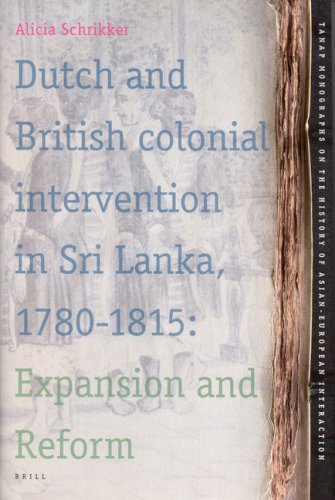 Alicia Schrikker
Dutch and
British colonial
intervention
in Sri Lanka,
1780-1815:
Expansion and
Reform
BRILL
TANAP MONOGRAPHS ON THE HISTORY OF ASIAN-EUROPEAN INTERACTION